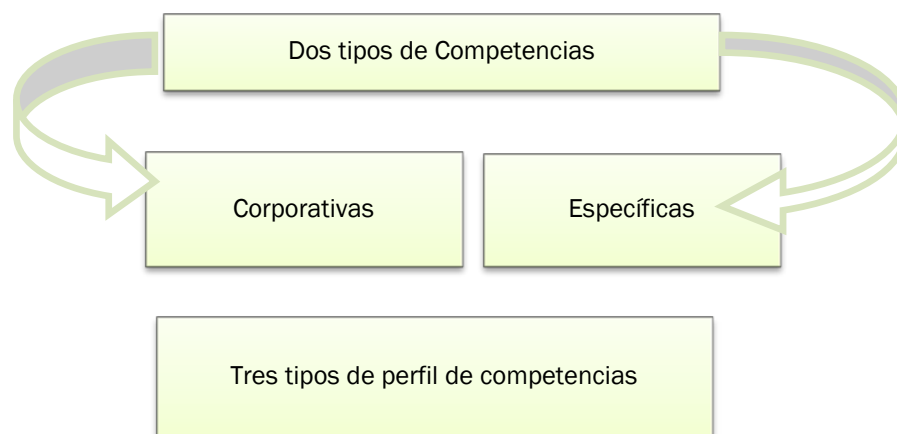 Dos tipos de Competencias
Corporativas
Específicas
Tres tipos de perfil de competencias